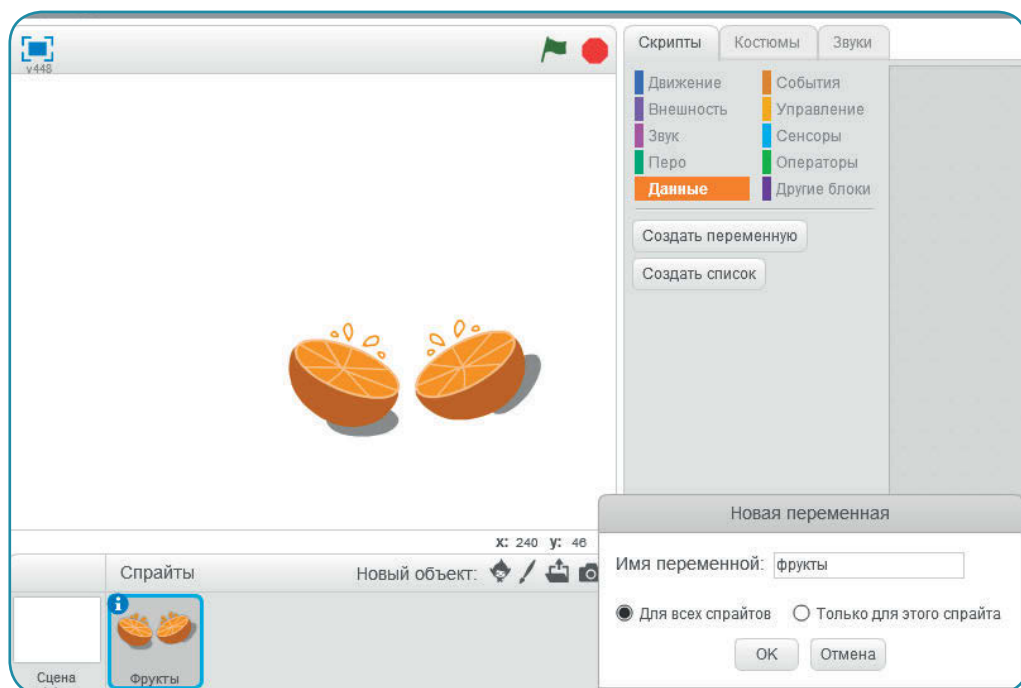 v448
Скрипты Костюмы Звуки
Движение События
Внешность Управление
Звук Сенсоры
Перо Операторы
Данные Другие блоки
Создать переменную
Создать список
x: 240 y: 46
Спрайты Новый объект:
Сцена
Фрукты
Новая переменная
Имя переменной: фрукты
Для всех спрайтов Только для этого спрайта
OK Отмена